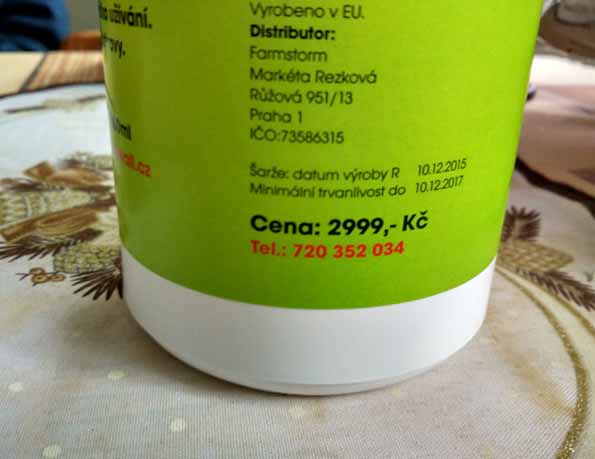 užívání.
Vyrobeno v EU.
Distributor:
Farmstorm
Markéta Rezková
Růžová 951/13
Praha 1
IČO:73586315
Šarže: datum výroby R 10.12.2015
Minimální trvanlivost do 10.12.2017
Cena: 2999,- Kč
Tel.: 720 352 034